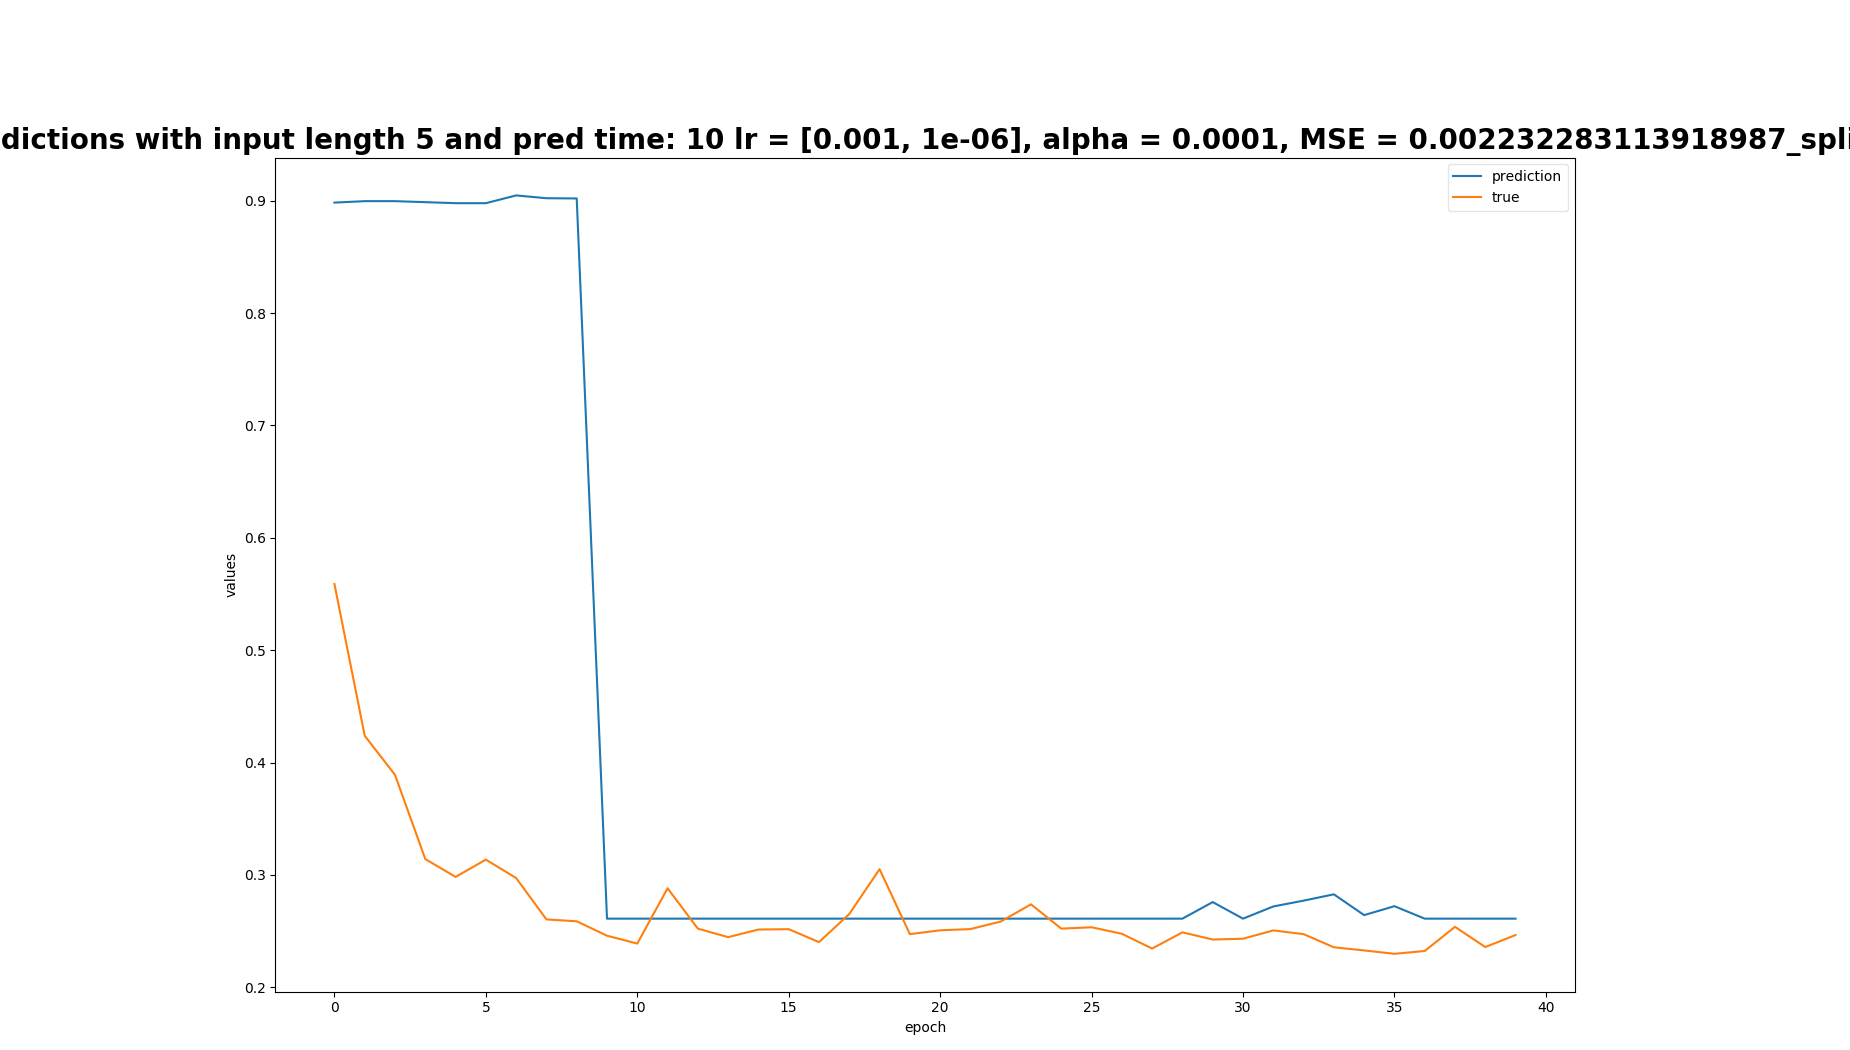 dictions with input length 5 and pred time: 10 lr = [0.001, 1e-06], alpha = 0.0001, MSE = 0.002232283113918987_spli
prediction
true
0.9
0.8
0.7
0.6
0.5
0.4
0.3
0.2
values
0 5 10 15 20 25 30 35 40
epoch